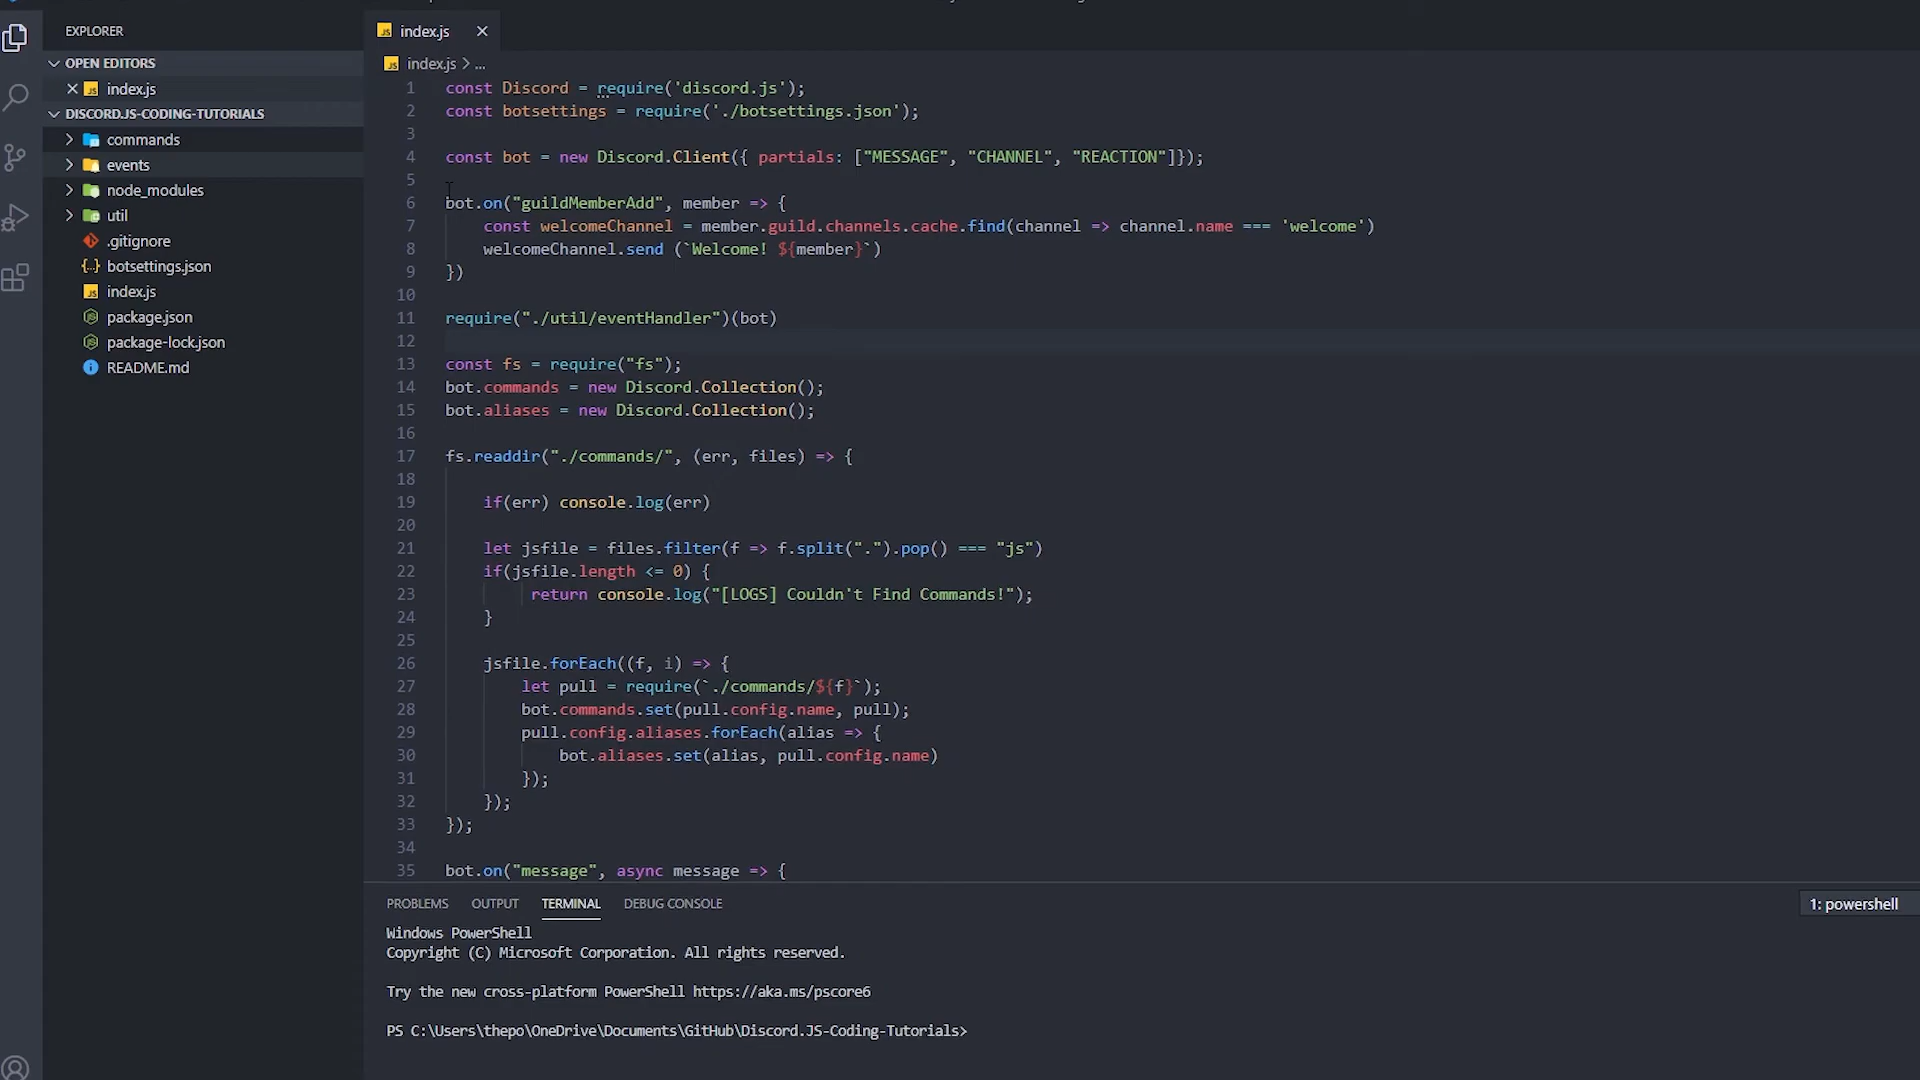 EXPLORER
OPEN EDITORS
index.js
DISCORD.JS-CODING-TUTORIALS
commands
events
node_modules
util
.gitignore
botsettings.json
index.js
package.json
package-lock.json
README.md
index.js
index.js > ...
1 const Discord = require('discord.js');
2 const botsettings = require('./botsettings.json');
3
4 const bot = new Discord.Client({ partials: ["MESSAGE", "CHANNEL", "REACTION"]});
5
6 bot.on("guildMemberAdd", member => {
7 const welcomeChannel = member.guild.channels.cache.find(channel => channel.name === 'welcome')
8 welcomeChannel.send (`Welcome! ${member}`)
9 })
10
11 require("./util/eventHandler")(bot)
12
13 const fs = require("fs");
14 bot.commands = new Discord.Collection();
15 bot.aliases = new Discord.Collection();
16
17 fs.readdir("./commands/", (err, files) => {
18
19 if(err) console.log(err)
20
21 let jsfile = files.filter(f => f.split(".").pop() === "js")
22 if(jsfile.length <= 0) {
23 return console.log("[LOGS] Couldn't Find Commands!");
24 }
25
26 jsfile.forEach((f, i) => {
27 let pull = require(`./commands/${f}`);
28 bot.commands.set(pull.config.name, pull);
29 pull.config.aliases.forEach(alias => {
30 bot.aliases.set(alias, pull.config.name)
31 });
32 });
33 });
34
35 bot.on("message", async message => {
PROBLEMS OUTPUT TERMINAL DEBUG CONSOLE
1: powershell
Windows PowerShell
Copyright (C) Microsoft Corporation. All rights reserved.
Try the new cross-platform PowerShell https://aka.ms/pscore6
PS C:\Users\thepo\OneDrive\Documents\GitHub\Discord.JS-Coding-Tutorials>